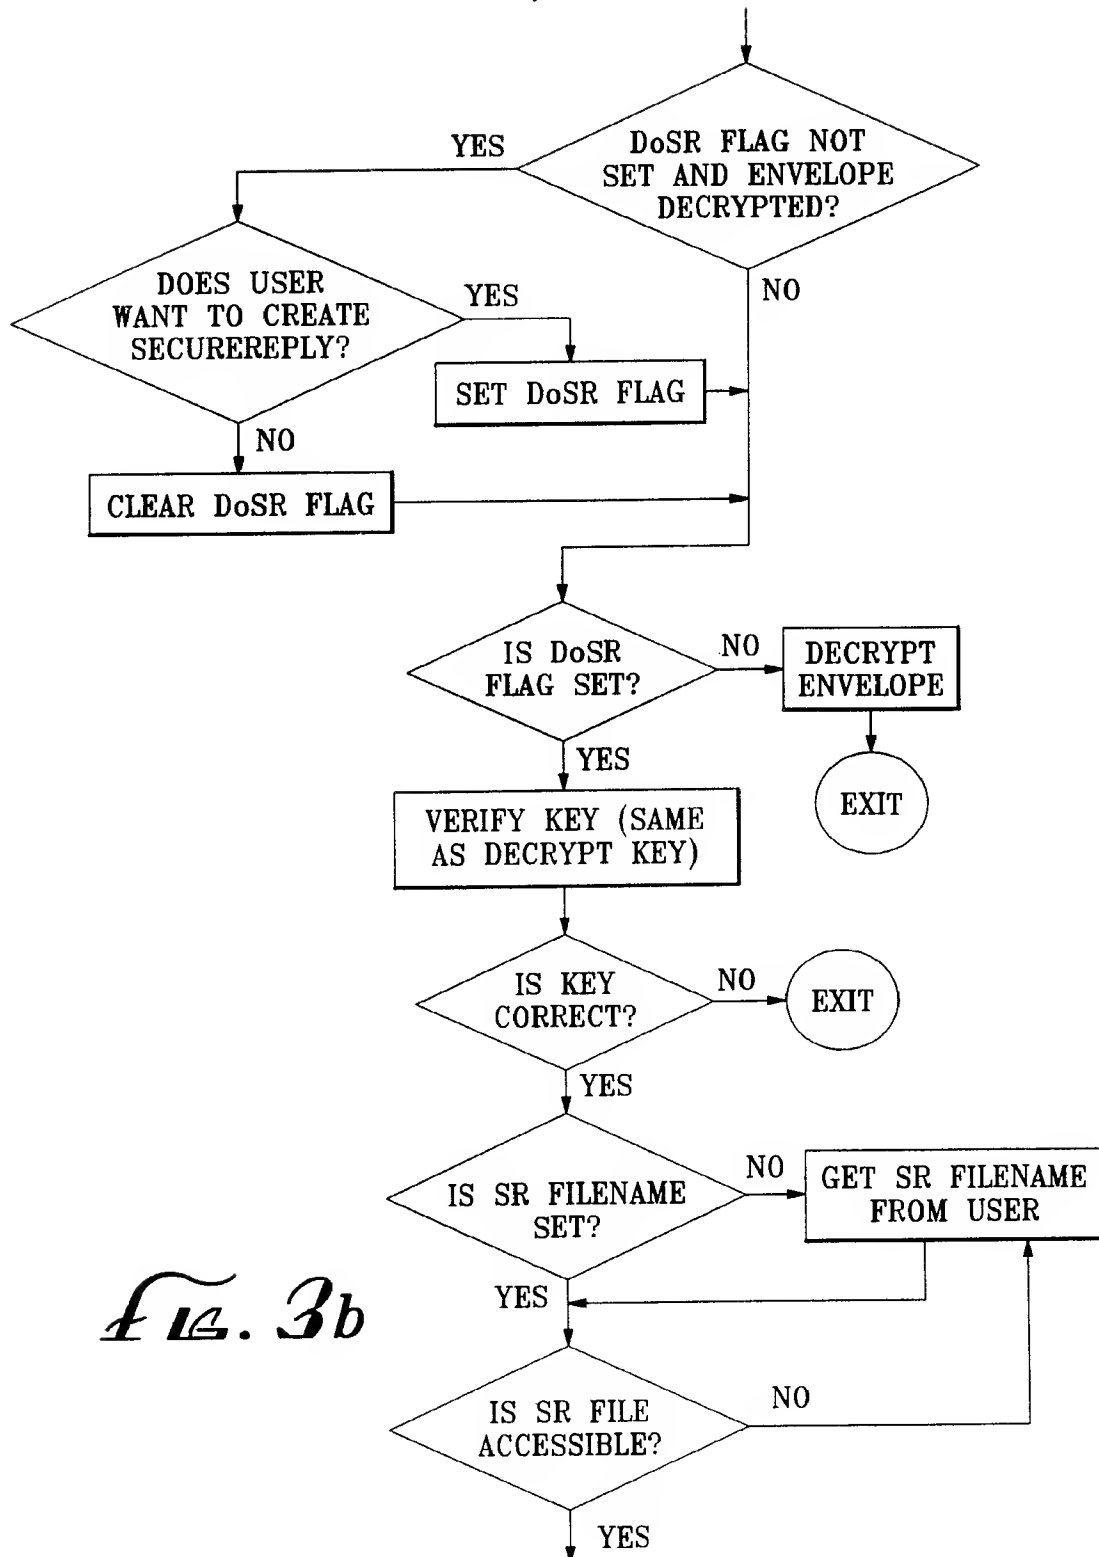 YES
DoSR FLAG NOT
SET AND ENVELOPE
DECRYPTED?
NO
DOES USER
WANT TO CREATE
SECUREREPLY?
YES
SET DoSR FLAG
NO
CLEAR DoSR FLAG
IS DoSR
FLAG SET?
NO
DECRYPT
ENVELOPE
EXIT
YES
VERIFY KEY (SAME
AS DECRYPT KEY)
IS KEY
CORRECT?
NO
EXIT
YES
IS SR FILENAME
SET?
NO
GET SR FILENAME
FROM USER
YES
FIG. 3b
IS SR FILE
ACCESSIBLE?
NO
YES